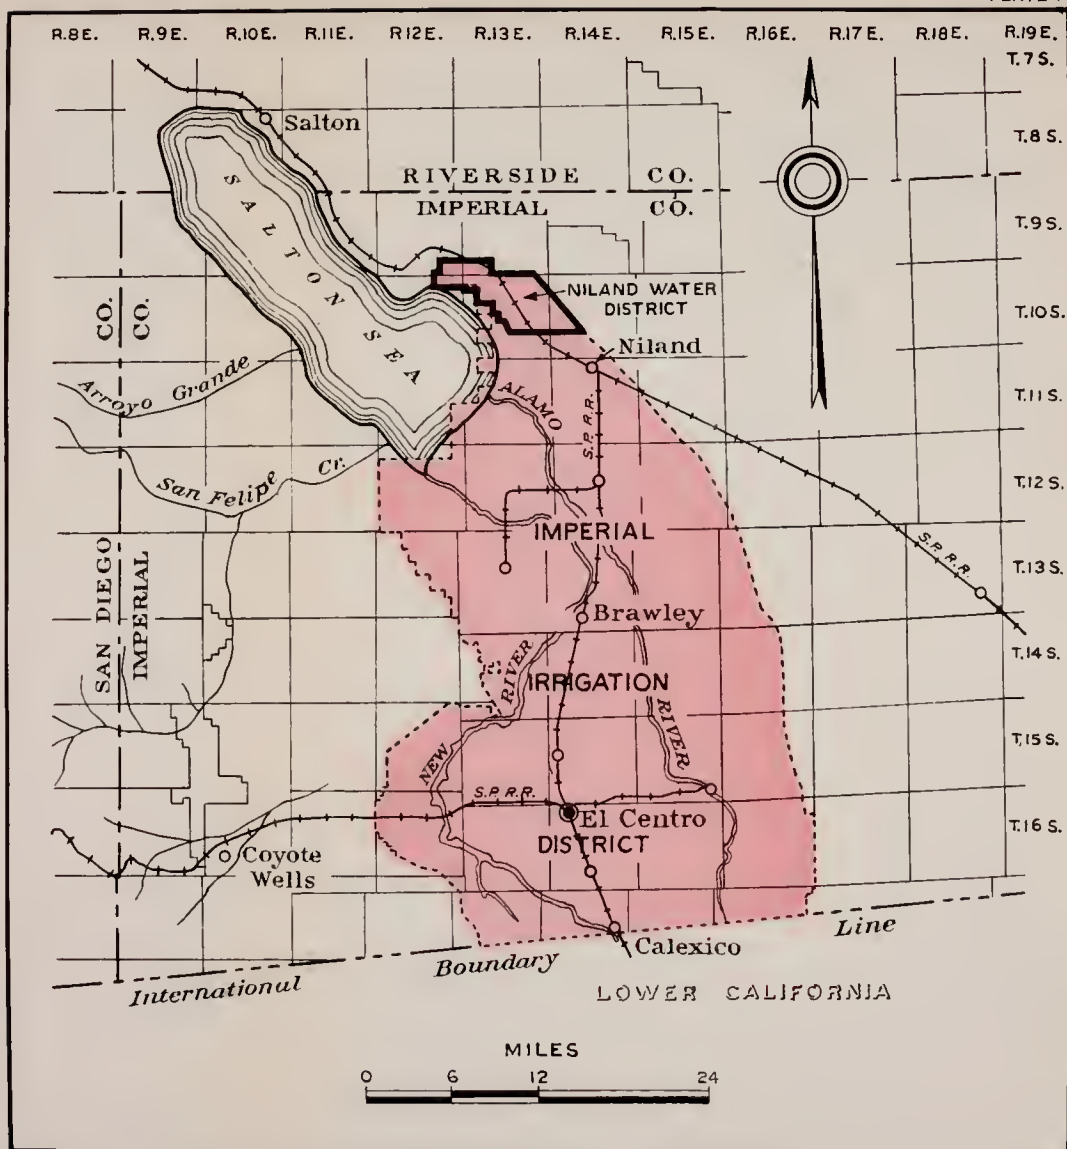 R.8E. R.9E. R.10E. R.11E. R.12E. R.13E. R.14E. R.15E. R.16E. R.17E. R.18E. R.19E.
T.7S.
Salton
T.8S.
RIVERSIDE CO.
IMPERIAL CO.
SALTON SEA
T.9S.
NILAND WATER
DISTRICT
CO.
CO.
T.10S.
Niland
Arroyo Grande
ALAMO
S.P.R.R.
T.11S.
San Felipe Cr.
T.12S.
IMPERIAL
SAN DIEGO
IMPERIAL
S.P.R.R.
T.13S.
Brawley
T.14S.
RIVER
IRRIGATION
RIVER
NEW
T.15S.
S.P.R.R.
El Centro
T.16S.
DISTRICT
Coyote
Wells
Calexico
Line
Boundary
International
LOWER CALIFORNIA
MILES
0 6 12 24